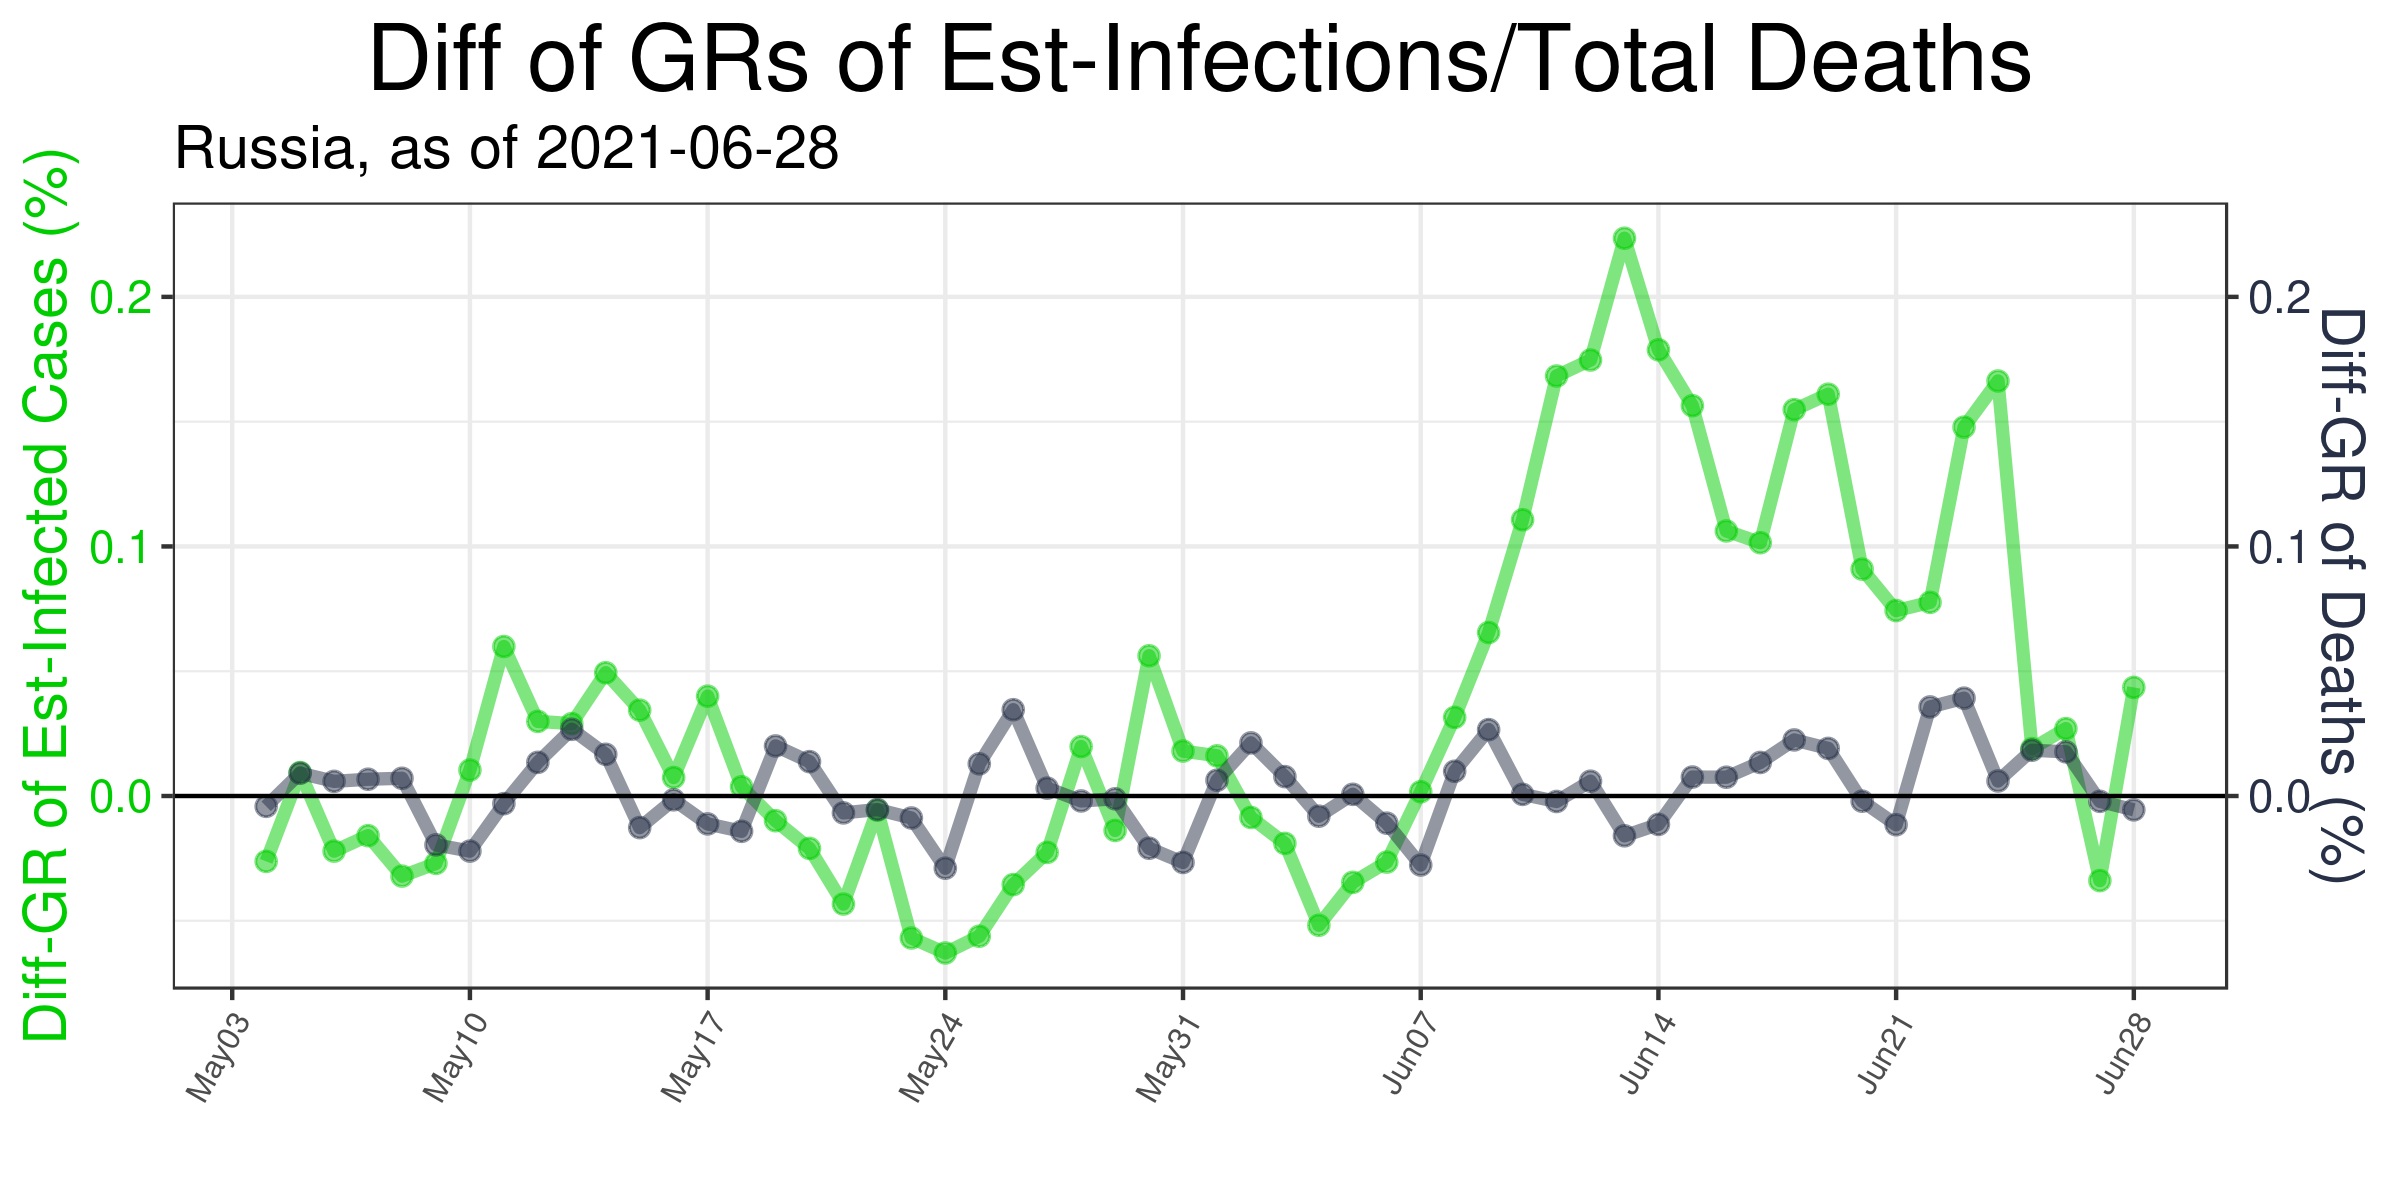 Diff of GRs of Est-Infections/Total Deaths
Russia, as of 2021-06-28
Diff-GR of Est-Infected Cases (%)
0.2
0.1
0.0
0.2
0.1
0.0
Diff-GR of Deaths (%)
May03
May10
May17
May24
May31
Jun07
Jun14
Jun21
Jun28